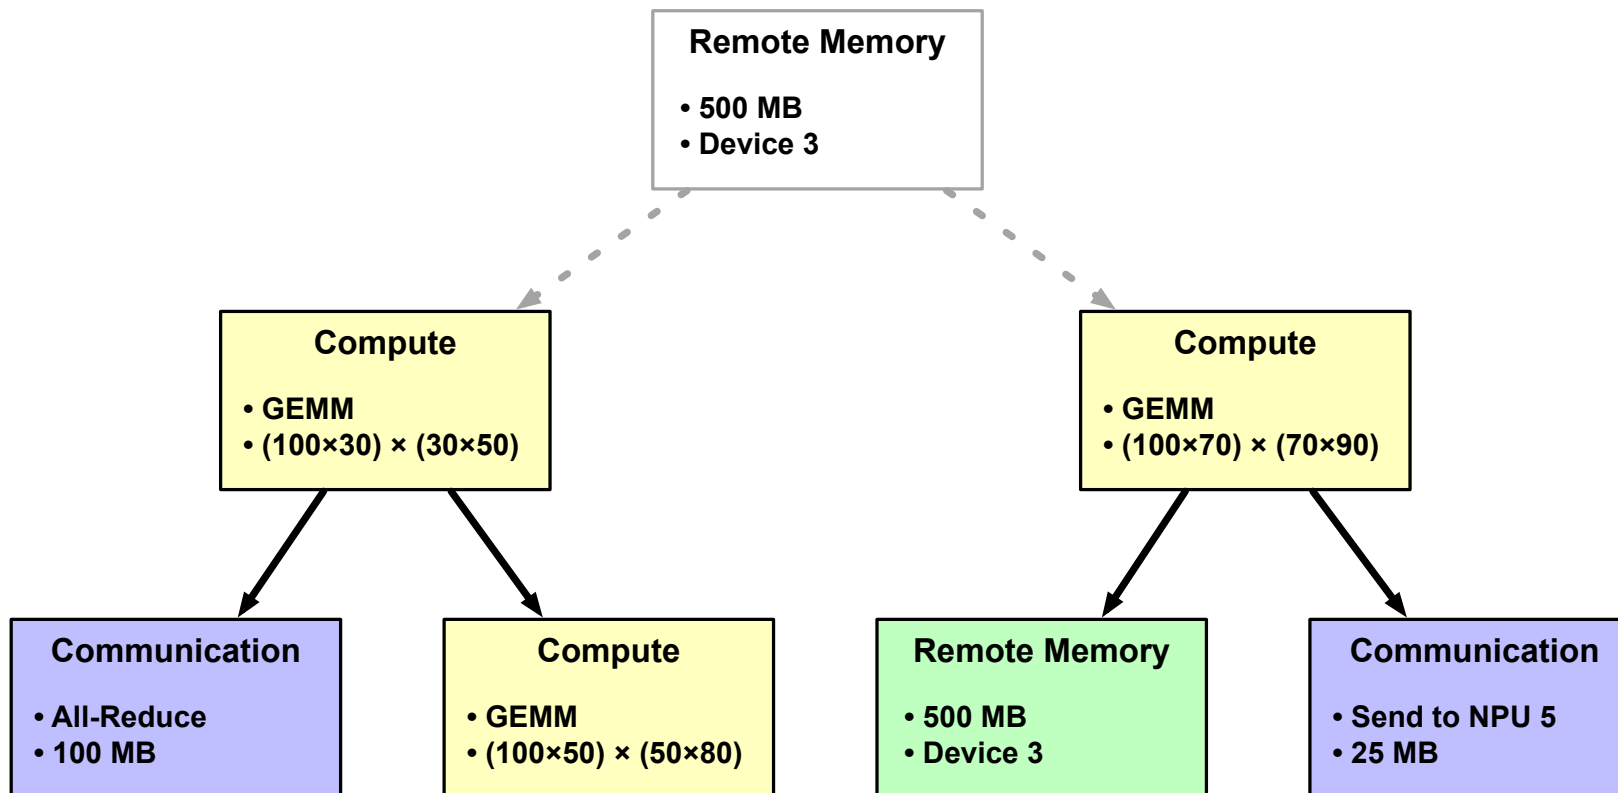 Remote Memory
• 500 MB
• Device 3
Compute
• GEMM
• (100×30) × (30×50)
Compute
• GEMM
• (100×70) × (70×90)
Communication
• All-Reduce
• 100 MB
Compute
• GEMM
• (100×50) × (50×80)
Remote Memory
• 500 MB
• Device 3
Communication
• Send to NPU 5
• 25 MB